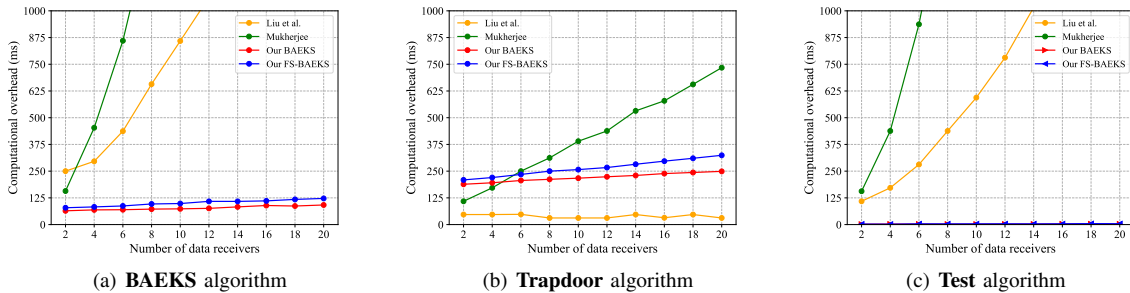 Computational overhead (ms)
1000
875
750
625
500
375
250
125
0
2 4 6 8 10 12 14 16 18 20
Number of data receivers
Liu et al.
Mukherjee
Our BAEKS
Our FS-BAEKS
(a) BAEKS algorithm
Computational overhead (ms)
1000
875
750
625
500
375
250
125
0
2 4 6 8 10 12 14 16 18 20
Number of data receivers
Liu et al.
Mukherjee
Our BAEKS
Our FS-BAEKS
(b) Trapdoor algorithm
Computational overhead (ms)
1000
875
750
625
500
375
250
125
0
2 4 6 8 10 12 14 16 18 20
Number of data receivers
Liu et al.
Mukherjee
Our BAEKS
Our FS-BAEKS
(c) Test algorithm